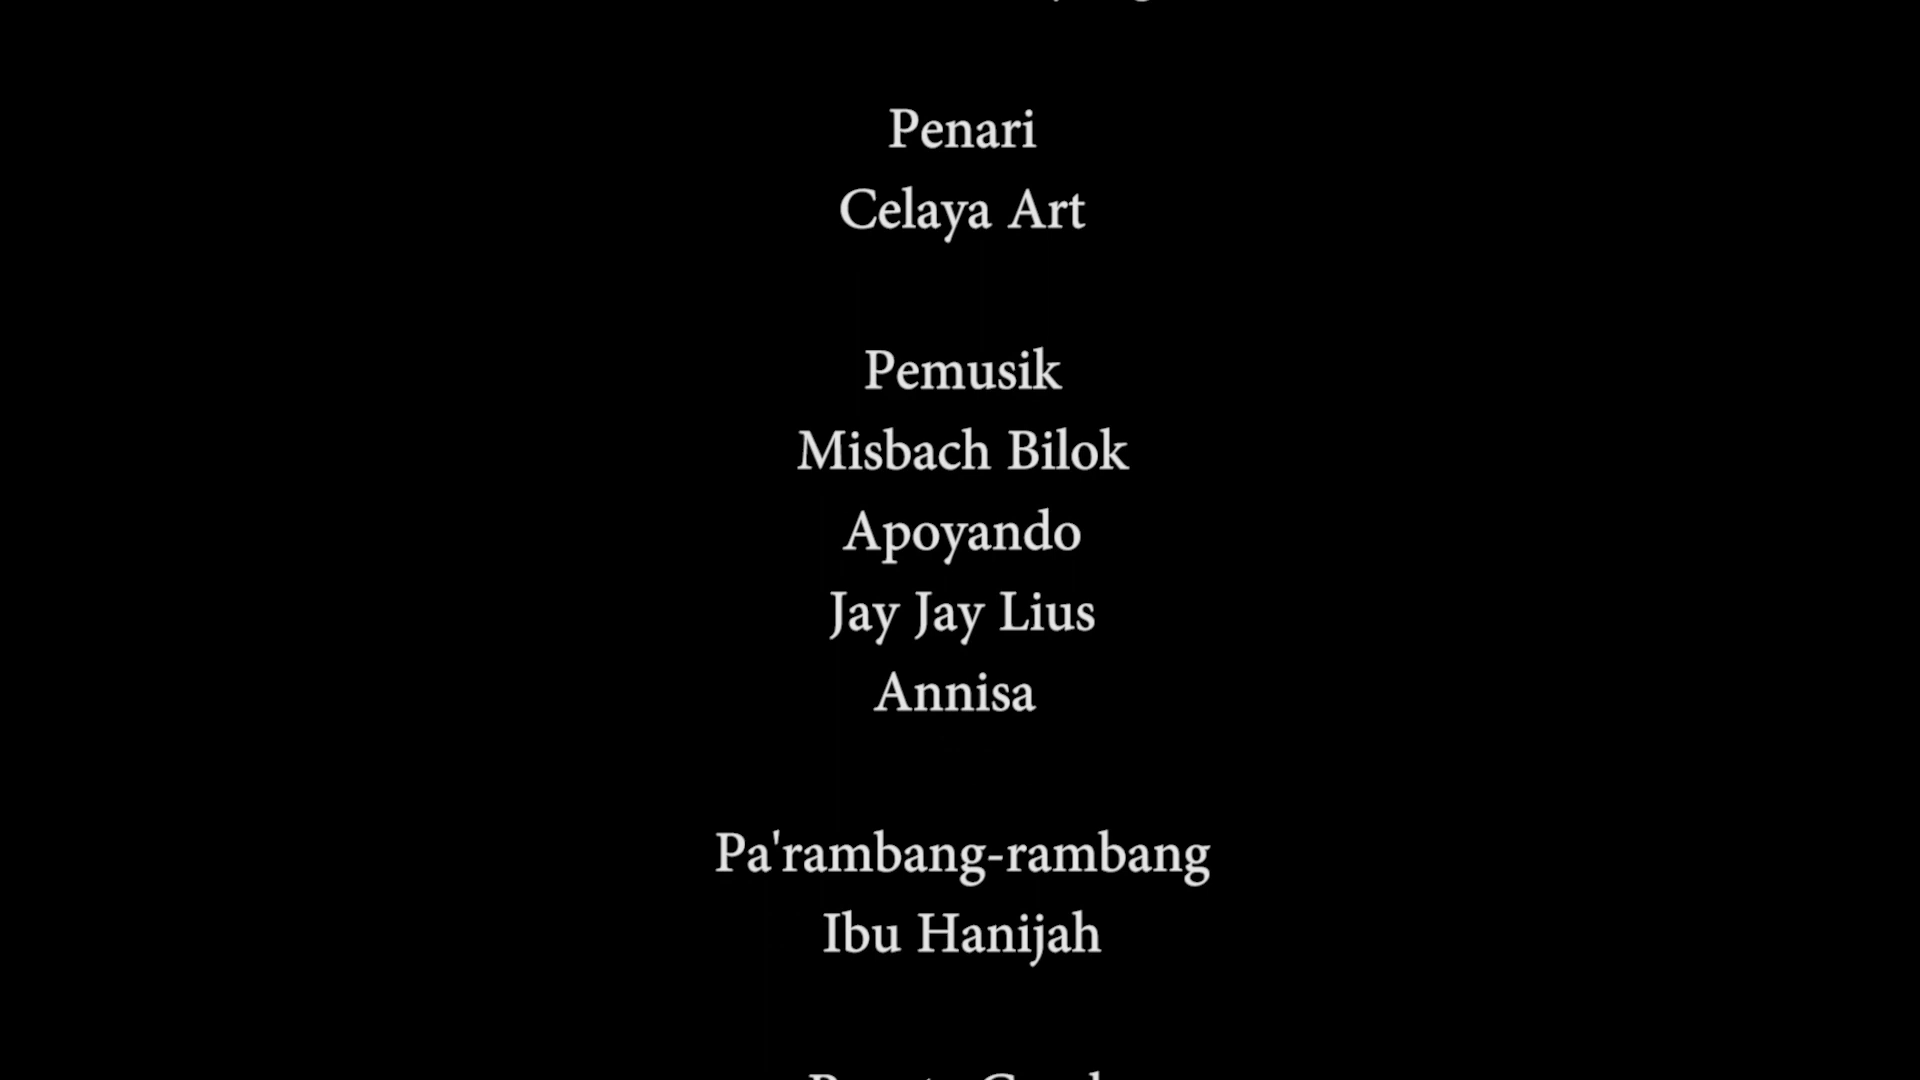 Penari
Celaya Art
Pemusik
Misbach Bilok
Apoyando
Jay Jay Lius
Annisa
Pa'rambang-rambang
Ibu Hanijah